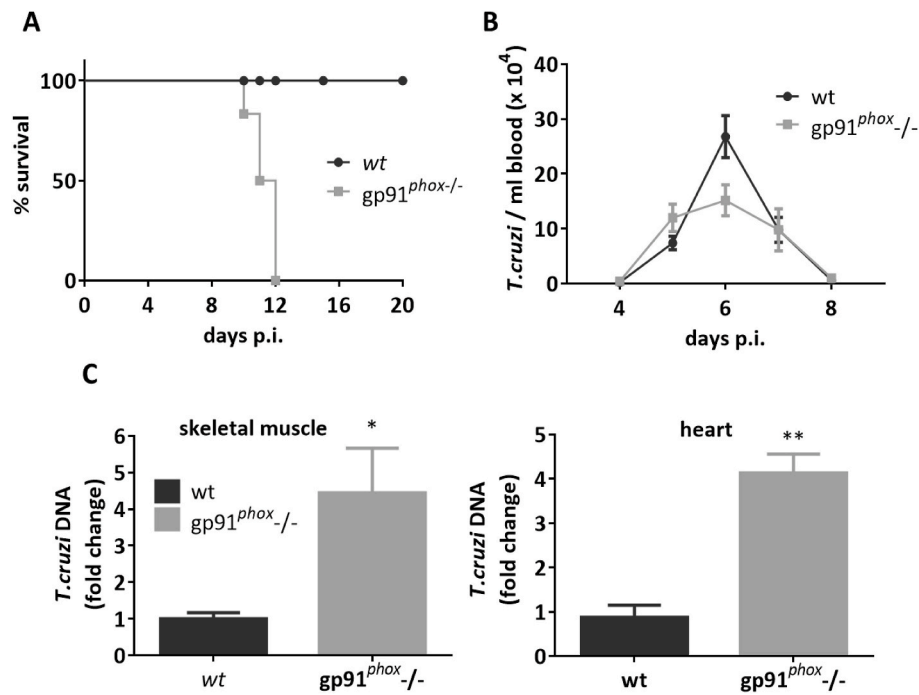 A
% survival
100
50
0
0 4 8 12 16 20
days p.i.
wt
gp91phox-/-
B
T.cruzi / ml blood (x 10^4)
40
30
20
10
0
4 6 8
days p.i.
wt
gp91phox-/-
C
skeletal muscle
T.cruzi DNA
(fold change)
6
5
4
3
2
1
0
wt
gp91phox-/-
*
wt gp91phox-/-
heart
T.cruzi DNA
(fold change)
5
4
3
2
1
0
**
wt gp91phox-/-